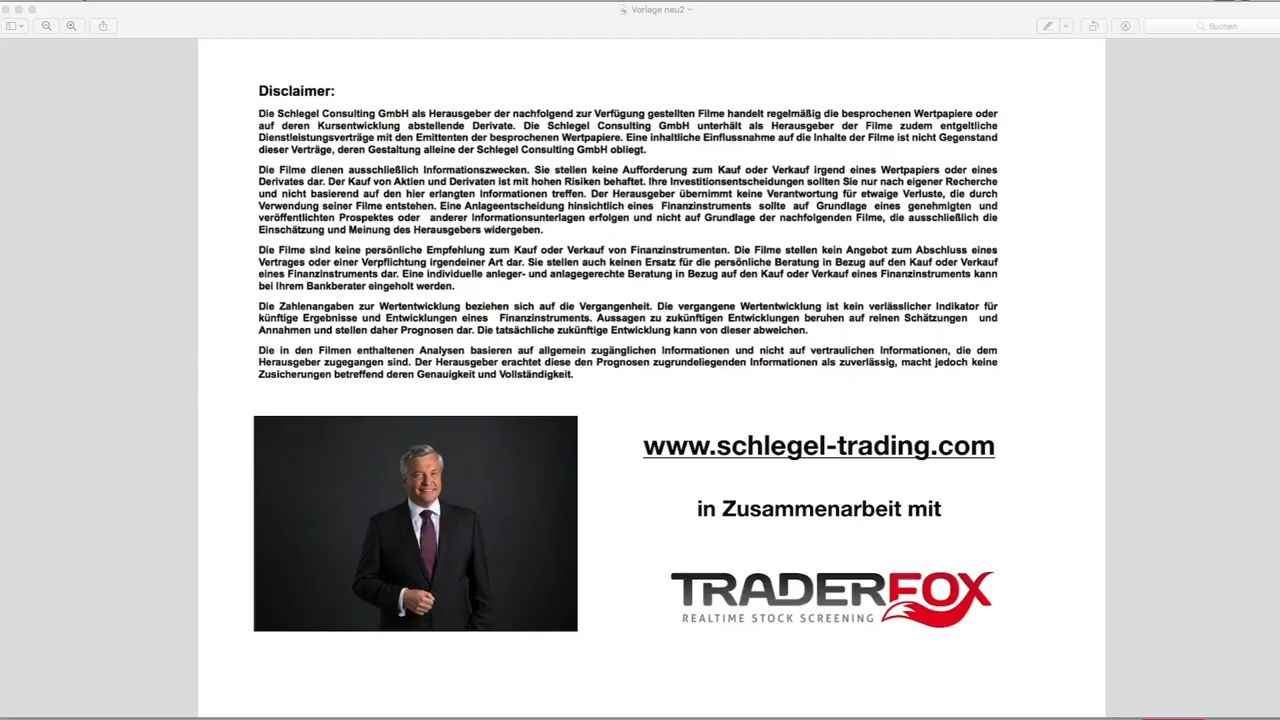 Vorlage neu2
Suchen
Disclaimer:
Die Schlegel Consulting GmbH als Herausgeber der nachfolgend zur Verfügung gestellten Filme handelt regelmäßig die besprochenen Wertpapiere oder
auf deren Kursentwicklung abstellende Derivate. Die Schlegel Consulting GmbH unterhält als Herausgeber der Filme zudem entgeltliche
Dienstleistungsverträge mit den Emittenten der besprochenen Wertpapiere. Eine inhaltliche Einflussnahme auf die Inhalte der Filme ist nicht Gegenstand
dieser Verträge, deren Gestaltung alleine der Schlegel Consulting GmbH obliegt.
Die Filme dienen ausschließlich Informationszwecken. Sie stellen keine Aufforderung zum Kauf oder Verkauf irgend eines Wertpapiers oder eines
Derivates dar. Der Kauf von Aktien und Derivaten ist mit hohen Risiken behaftet. Ihre Investitionsentscheidungen sollten Sie nur nach eigener Recherche
und nicht basierend auf den hier erlangten Informationen treffen. Der Herausgeber übernimmt keine Verantwortung für etwaige Verluste, die durch
Verwendung seiner Filme entstehen. Eine Anlageentscheidung hinsichtlich eines Finanzinstruments sollte auf Grundlage eines genehmigten und
veröffentlichten Prospektes oder anderer Informationsunterlagen erfolgen und nicht auf Grundlage der nachfolgenden Filme, die ausschließlich die
Einschätzung und Meinung des Herausgebers widergeben.
Die Filme sind keine persönliche Empfehlung zum Kauf oder Verkauf von Finanzinstrumenten. Die Filme stellen kein Angebot zum Abschluss eines
Vertrages oder einer Verpflichtung irgendeiner Art dar. Sie stellen auch keinen Ersatz für die persönliche Beratung in Bezug auf den Kauf oder Verkauf
eines Finanzinstruments dar. Eine individuelle anleger- und anlagegerechte Beratung in Bezug auf den Kauf oder Verkauf eines Finanzinstruments kann
bei Ihrem Bankberater eingeholt werden.
Die Zahlenangaben zur Wertentwicklung beziehen sich auf die Vergangenheit. Die vergangene Wertentwicklung ist kein verlässlicher Indikator für
künftige Ergebnisse und Entwicklungen eines Finanzinstruments. Aussagen zu zukünftigen Entwicklungen beruhen auf reinen Schätzungen und
Annahmen und stellen daher Prognosen dar. Die tatsächliche zukünftige Entwicklung kann von dieser abweichen.
Die in den Filmen enthaltenen Analysen basieren auf allgemein zugänglichen Informationen und nicht auf vertraulichen Informationen, die dem
Herausgeber zugegangen sind. Der Herausgeber erachtet diese den Prognosen zugrundeliegenden Informationen als zuverlässig, macht jedoch keine
Zusicherungen betreffend deren Genauigkeit und Vollständigkeit.
www.schlegel-trading.com
in Zusammenarbeit mit
TRADERFOX
REALTIME STOCK SCREENING